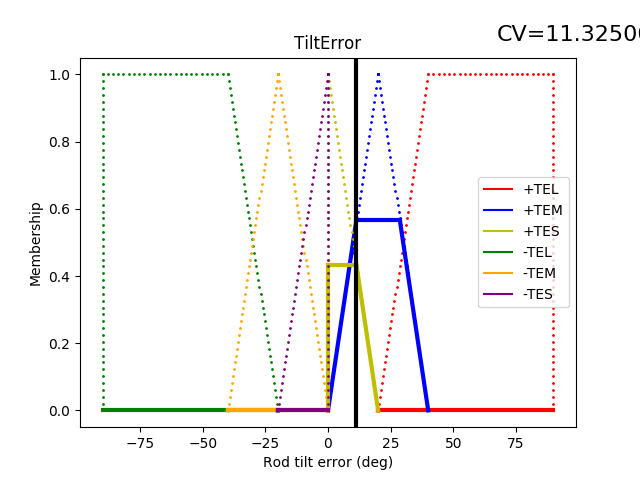 CV=11.32500
TiltError
1.0
0.8
0.6
0.4
0.2
0.0
Membership
+TEL
+TEM
+TES
-TEL
-TEM
-TES
−75
−50
−25
0
25
50
75
Rod tilt error (deg)